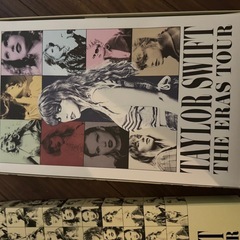 TAYLOR SWIFT
THE ERAS TOUR